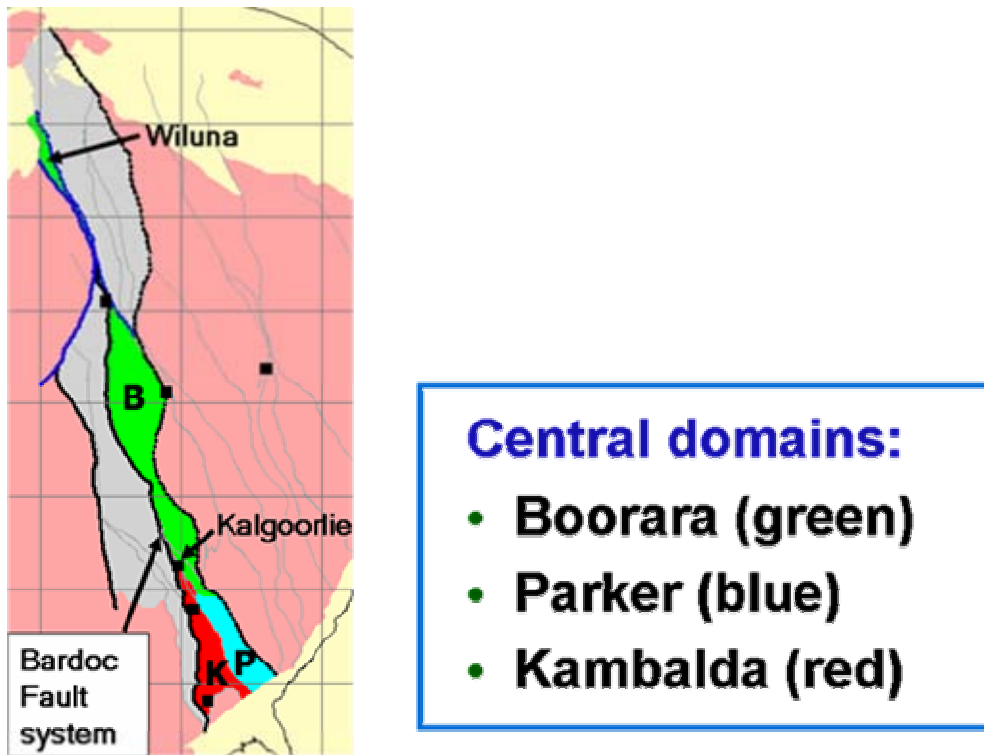 Wiluna
B
Kalgoorlie
K
P
Bardoc
Fault
system
Central domains:
• Boorara (green)
• Parker (blue)
• Kambalda (red)